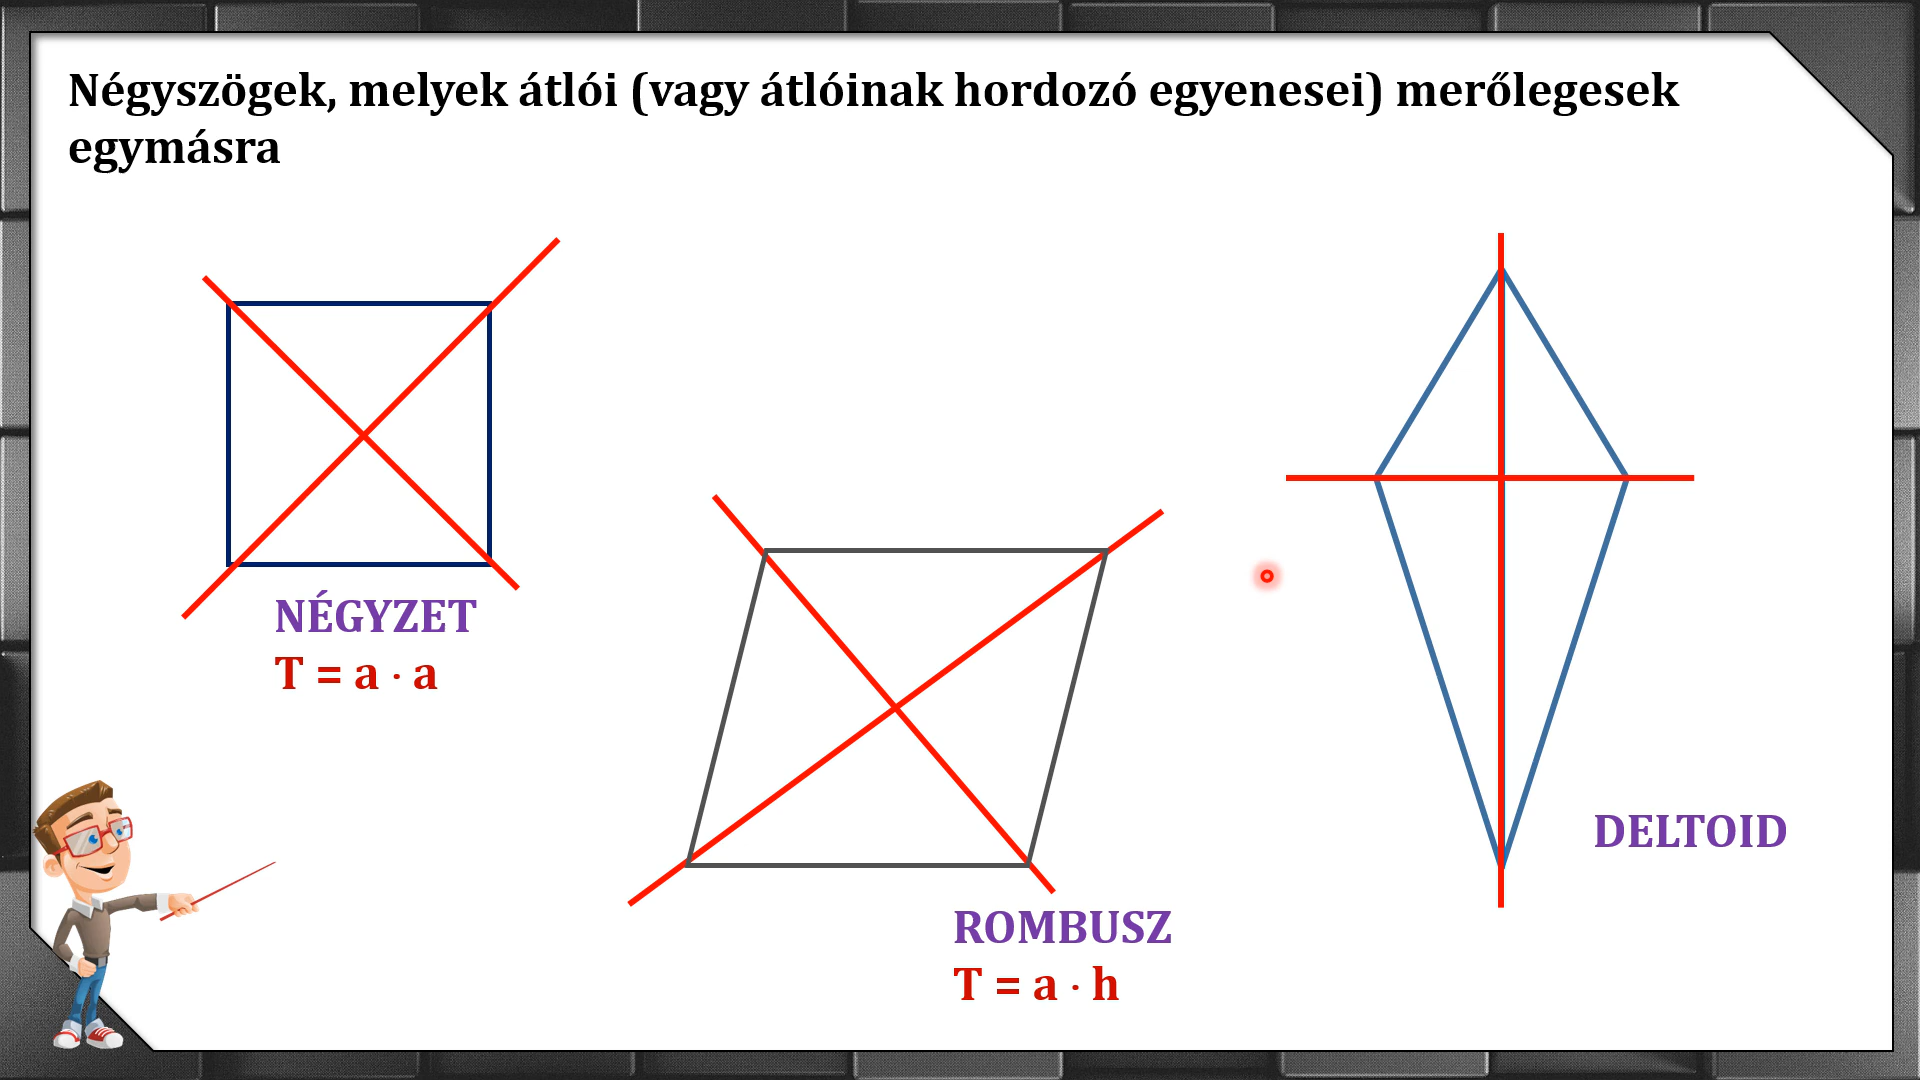 Négyszögek, melyek átlói (vagy átlóinak hordozó egyenesei) merőlegesek
egymásra
NÉGYZET
T = a · a
DELTOID
ROMBUSZ
T = a · h